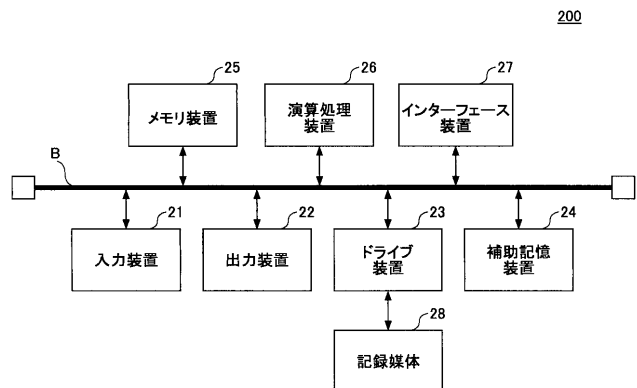 200
25
26
27
メモリ装置
演算処理
装置
インターフェース
装置
B
21
22
23
24
入力装置
出力装置
ドライブ
装置
補助記憶
装置
28
記録媒体